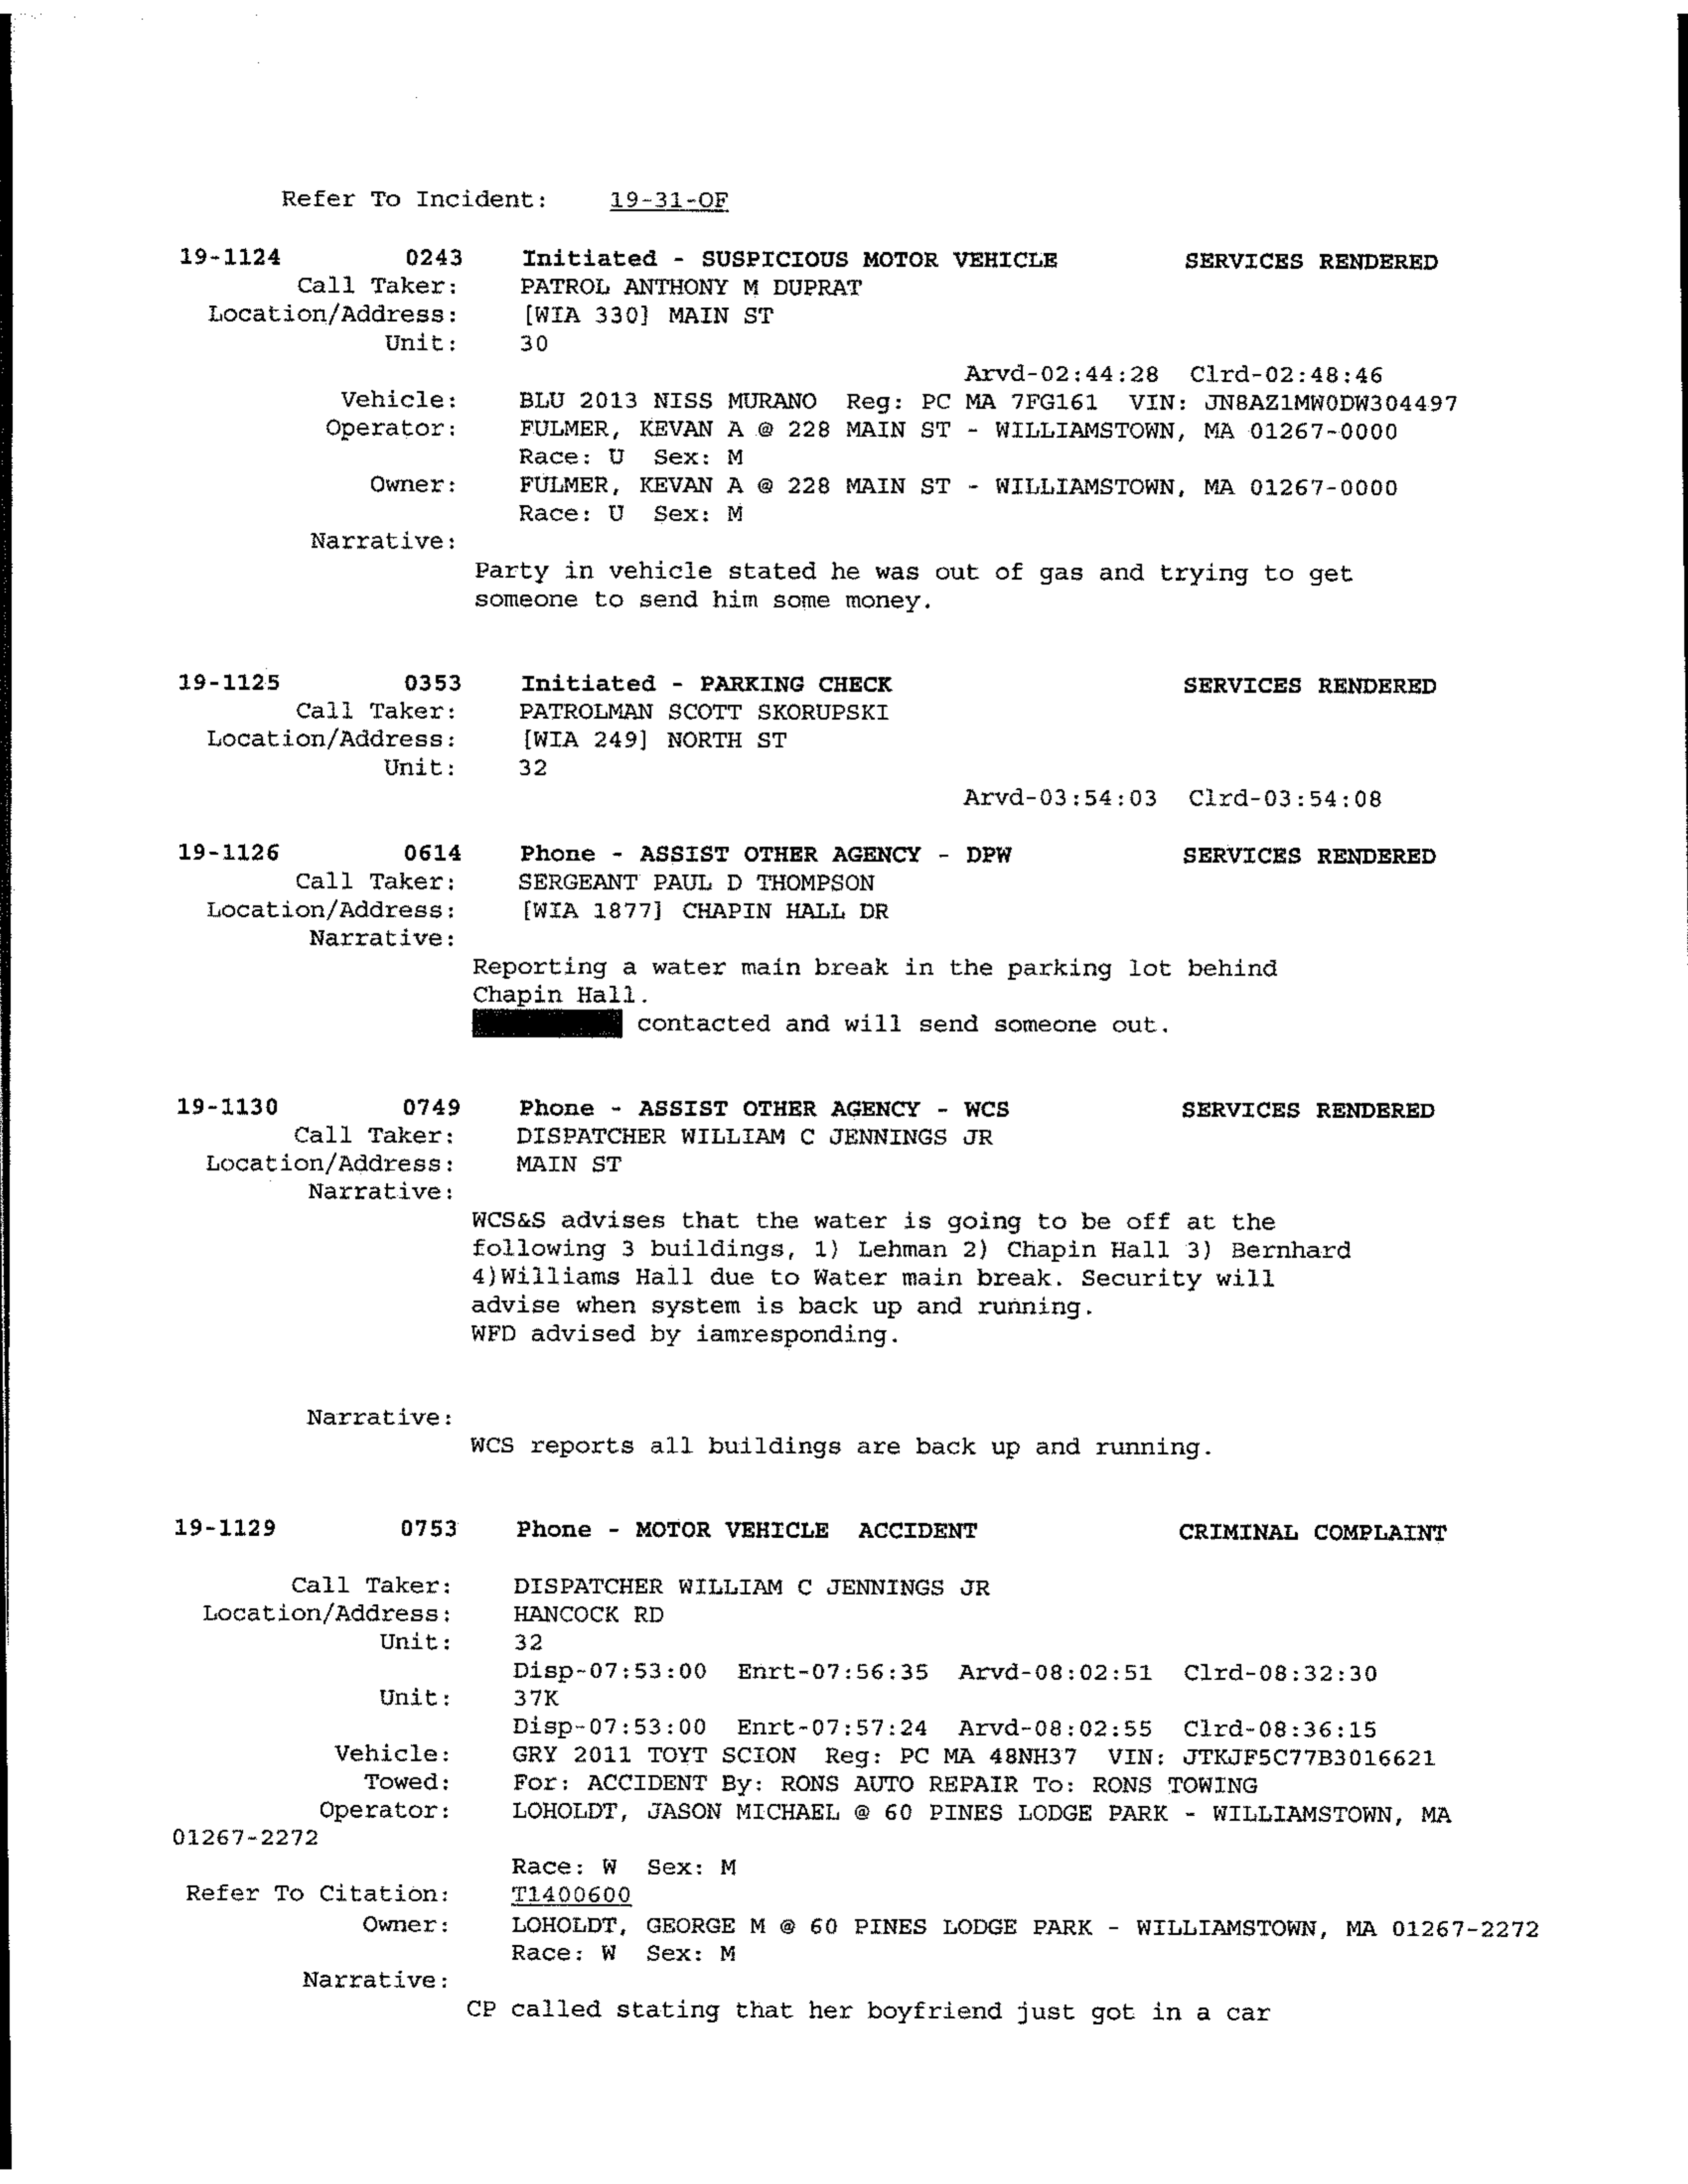 Refer To Incident: 19-31-OF
19-1124 0243 Initiated - SUSPICIOUS MOTOR VEHICLE SERVICES RENDERED
Call Taker: PATROL ANTHONY M DUPRAT
Location/Address: [WIA 330] MAIN ST
Unit: 30
Arvd-02:44:28 Clrd-02:48:46
Vehicle: BLU 2013 NISS MURANO Reg: PC MA 7FG161 VIN: JN8AZ1MW0DW304497
Operator: FULMER, KEVAN A @ 228 MAIN ST - WILLIAMSTOWN, MA 01267-0000
Race: U Sex: M
Owner: FULMER, KEVAN A @ 228 MAIN ST - WILLIAMSTOWN, MA 01267-0000
Race: U Sex: M
Narrative:
Party in vehicle stated he was out of gas and trying to get
someone to send him some money.
19-1125 0353 Initiated - PARKING CHECK SERVICES RENDERED
Call Taker: PATROLMAN SCOTT SKORUPSKI
Location/Address: [WIA 249] NORTH ST
Unit: 32
Arvd-03:54:03 Clrd-03:54:08
19-1126 0614 Phone - ASSIST OTHER AGENCY - DPW SERVICES RENDERED
Call Taker: SERGEANT PAUL D THOMPSON
Location/Address: [WIA 1877] CHAPIN HALL DR
Narrative:
Reporting a water main break in the parking lot behind
Chapin Hall.
contacted and will send someone out.
19-1130 0749 Phone - ASSIST OTHER AGENCY - WCS SERVICES RENDERED
Call Taker: DISPATCHER WILLIAM C JENNINGS JR
Location/Address: MAIN ST
Narrative:
WCS&S advises that the water is going to be off at the
following 3 buildings, 1) Lehman 2) Chapin Hall 3) Bernhard
4)Williams Hall due to Water main break. Security will
advise when system is back up and running.
WFD advised by iamresponding.
Narrative:
WCS reports all buildings are back up and running.
19-1129 0753 Phone - MOTOR VEHICLE ACCIDENT CRIMINAL COMPLAINT
Call Taker: DISPATCHER WILLIAM C JENNINGS JR
Location/Address: HANCOCK RD
Unit: 32
Disp-07:53:00 Enrt-07:56:35 Arvd-08:02:51 Clrd-08:32:30
Unit: 37K
Disp-07:53:00 Enrt-07:57:24 Arvd-08:02:55 Clrd-08:36:15
Vehicle: GRY 2011 TOYT SCION Reg: PC MA 48NH37 VIN: JTKJF5C77B3016621
Towed: For: ACCIDENT By: RONS AUTO REPAIR To: RONS TOWING
Operator: LOHOLDT, JASON MICHAEL @ 60 PINES LODGE PARK - WILLIAMSTOWN, MA
01267-2272
Race: W Sex: M
Refer To Citation: T1400600
Owner: LOHOLDT, GEORGE M @ 60 PINES LODGE PARK - WILLIAMSTOWN, MA 01267-2272
Race: W Sex: M
Narrative:
CP called stating that her boyfriend just got in a car